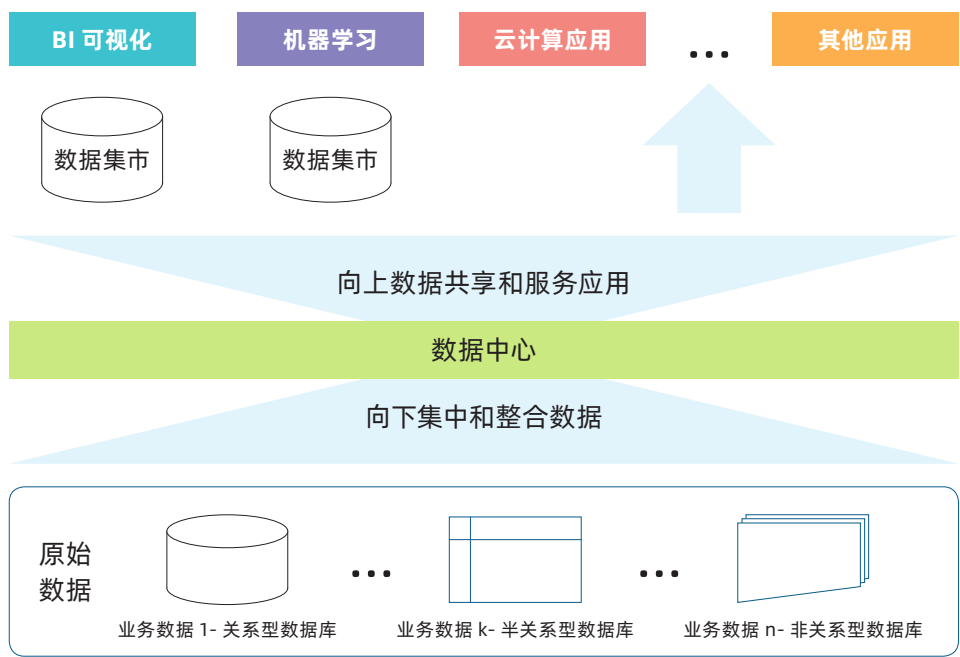 BI 可视化
机器学习
云计算应用
...
其他应用
数据集市
数据集市
向上数据共享和服务应用
数据中心
向下集中和整合数据
原始
数据
...
...
业务数据 1- 关系型数据库
业务数据 k- 半关系型数据库
业务数据 n- 非关系型数据库